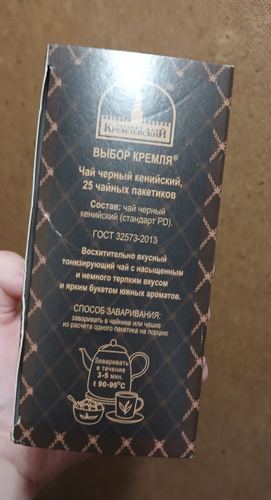 Кремлевский
ВЫБОР КРЕМЛЯ®
Чай черный кенийский,
25 чайных пакетиков
Состав: чай черный
кенийский (стандарт PD).
ГОСТ 32573-2013
Восхитительно вкусный
тонизирующий чай с насыщенным
и немного терпким вкусом
и ярким букетом южных ароматов.
СПОСОБ ЗАВАРИВАНИЯ:
заваривать в чайнике или чашке
из расчета одного пакетика на порцию
Заваривать
в течение
3-5 мин.
t 90-95°C